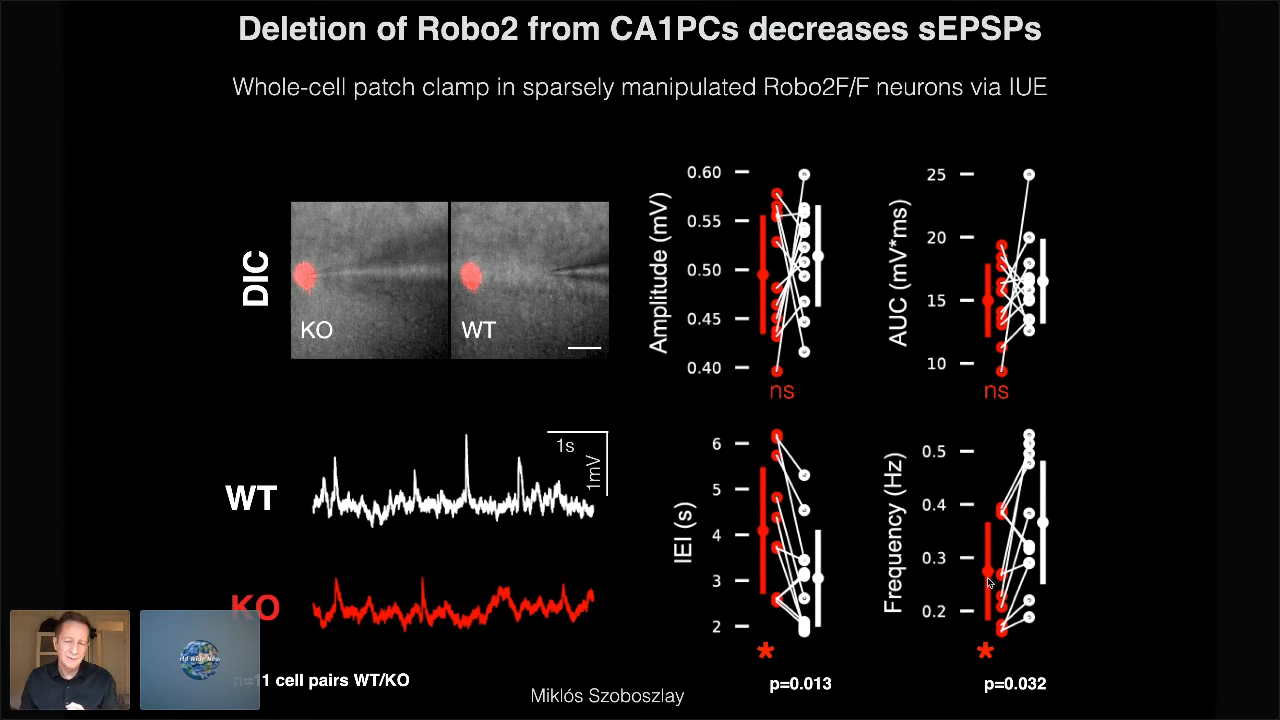 Deletion of Robo2 from CA1PCs decreases sEPSPs
Whole-cell patch clamp in sparsely manipulated Robo2F/F neurons via IUE
DIC
KO
WT
Amplitude (mV)
0.60
0.55
0.50
0.45
0.40
ns
AUC (mV*ms)
25
20
15
10
ns
WT
1s
1mV
KO
IEI (s)
6
5
4
3
2
*
p=0.013
Frequency (Hz)
0.5
0.4
0.3
0.2
*
p=0.032
n=11 cell pairs WT/KO
Miklós Szoboszlay